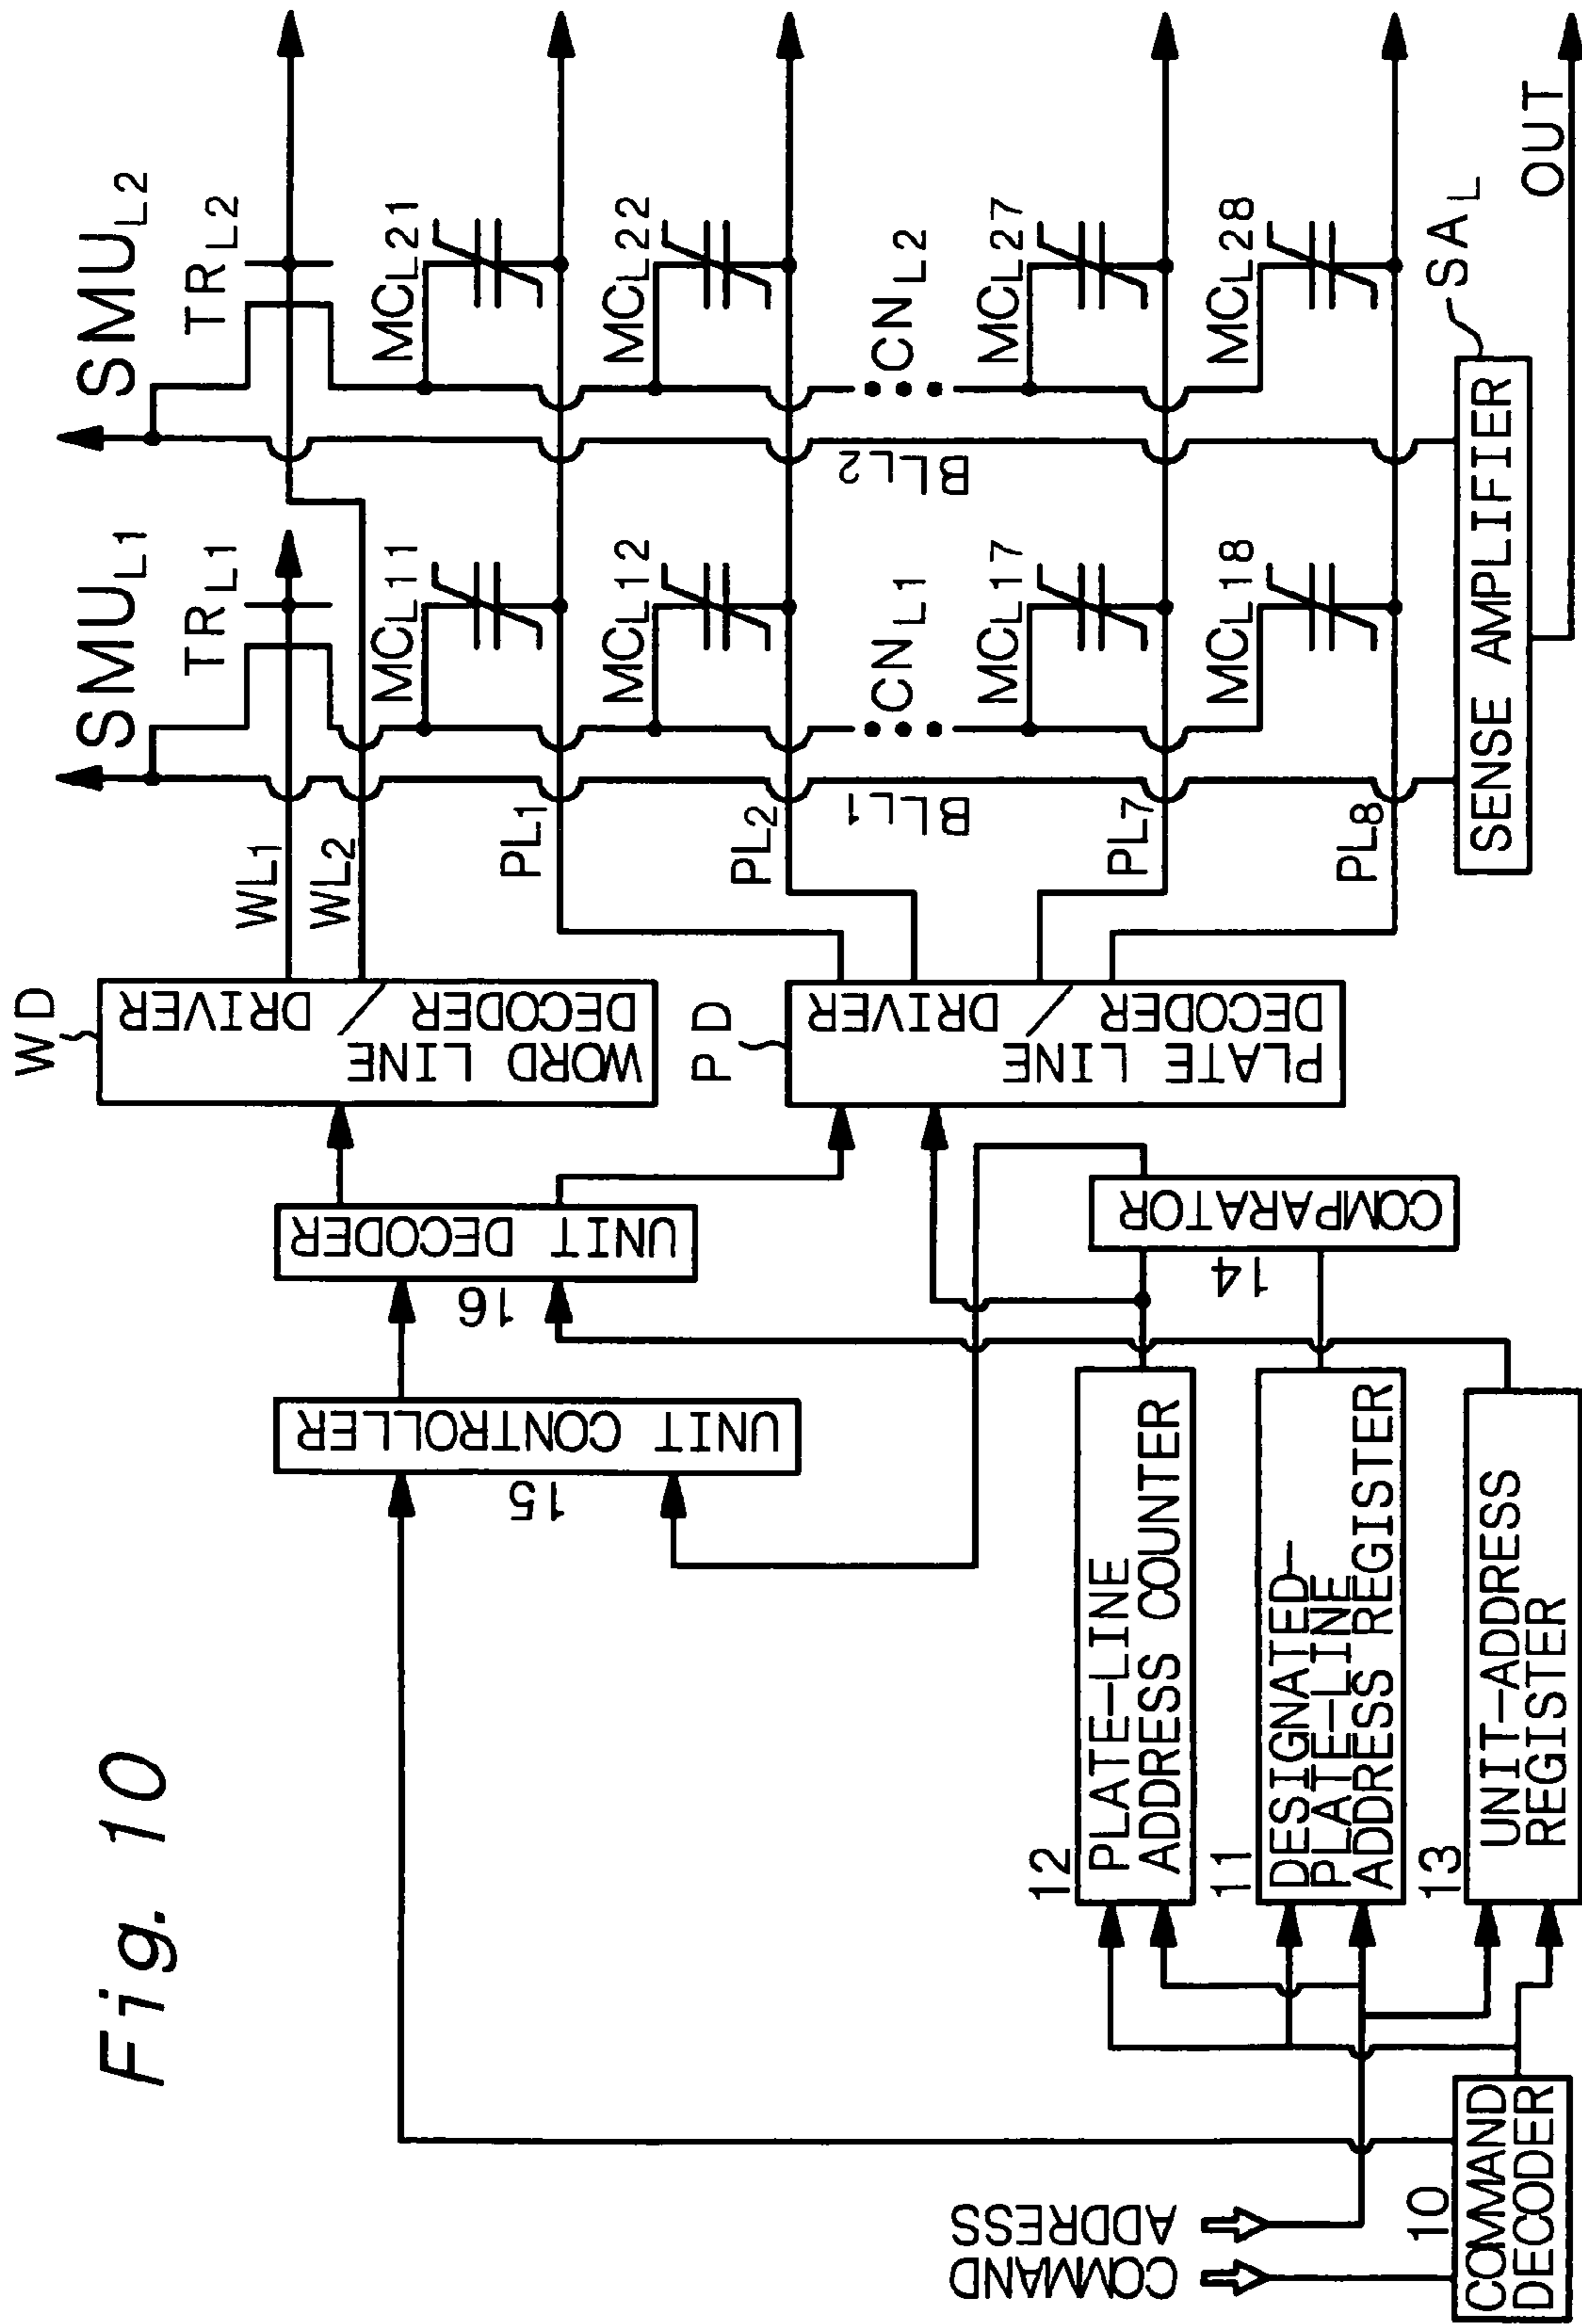 Fig. 10
COMMAND
ADDRESS
10
COMMAND
DECODER
12
PLATE-LINE
ADDRESS COUNTER
11
DESIGNATED-
PLATE-LINE
ADDRESS REGISTER
13
UNIT-ADDRESS
REGISTER
15
UNIT CONTROLLER
16
UNIT DECODER
14
COMPARATOR
WD
WORD LINE
DECODER / DRIVER
PD
PLATE LINE
DECODER / DRIVER
WL1
WL2
PL1
PL2
PL7
PL8
SMUL1
TRL1
MCL11
MCL12
CNL1
MCL17
MCL18
BLL1
SMUL2
TRL2
MCL21
MCL22
CNL2
MCL27
MCL28
BLL2
SENSE AMPLIFIER
SAL
OUT